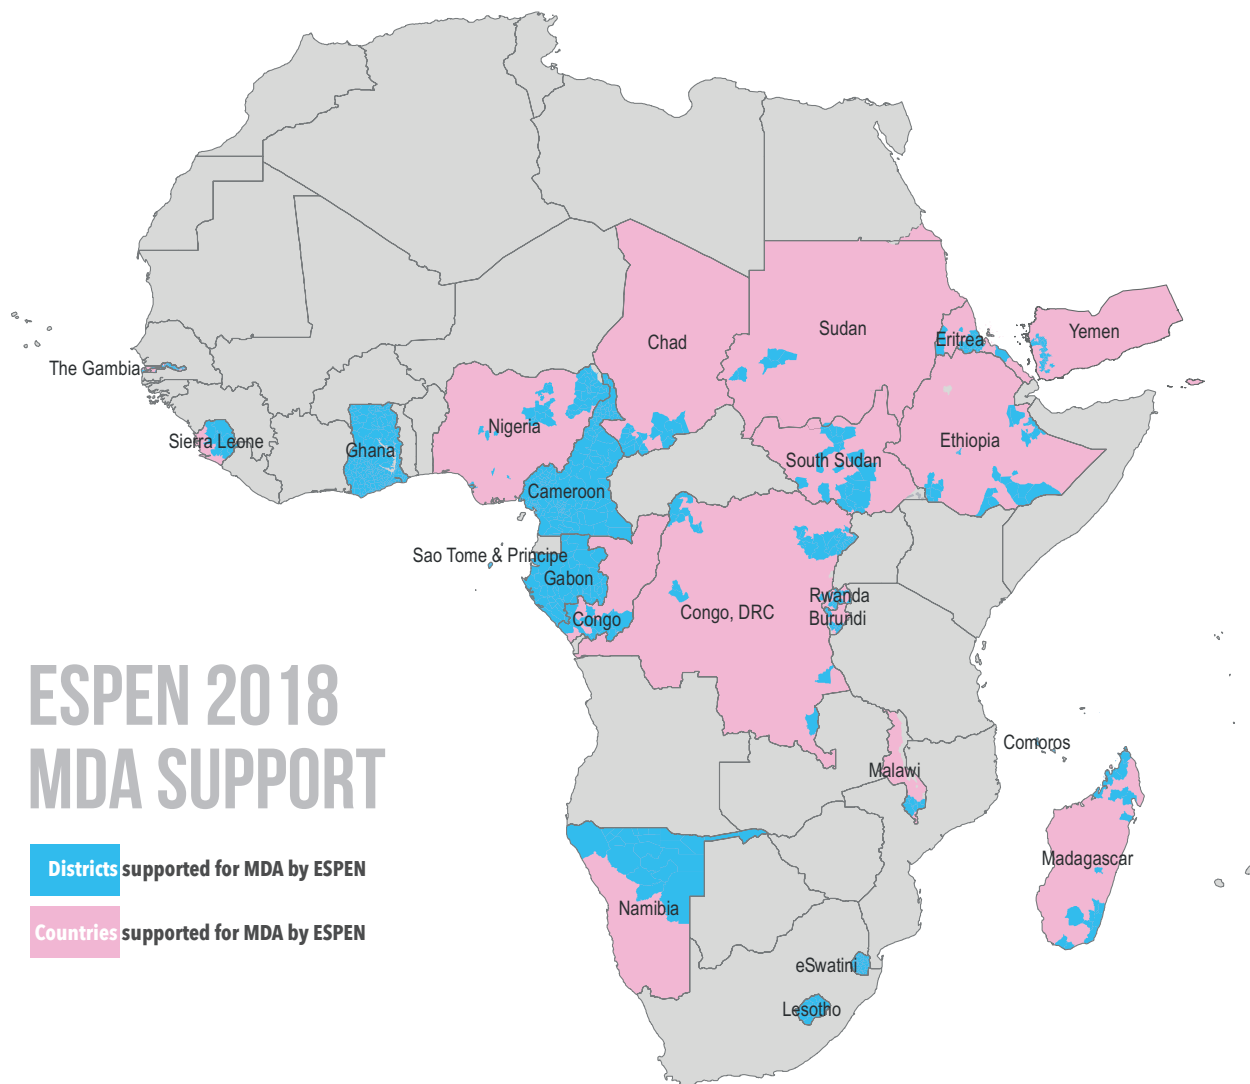 Chad
Sudan
Eritrea
Yemen
The Gambia
Sierra Leone
Ghana
Nigeria
Ethiopia
South Sudan
Cameroon
Sao Tome & Principe
Gabon
Congo
Congo, DRC
Rwanda
Burundi
ESPEN 2018
MDA SUPPORT
Comoros
Malawi
Madagascar
Districts supported for MDA by ESPEN
Countries supported for MDA by ESPEN
Namibia
eSwatini
Lesotho